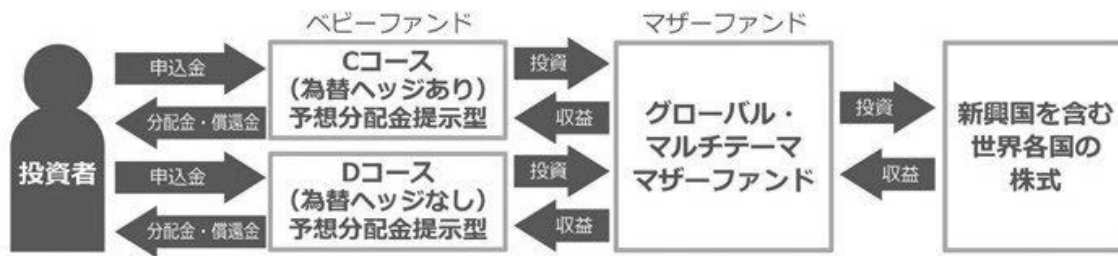 ベビーファンド
マザーファンド
投資者
申込金
分配金・償還金
申込金
分配金・償還金
Cコース
（為替ヘッジあり）
予想分配金提示型
Dコース
（為替ヘッジなし）
予想分配金提示型
投資
収益
投資
収益
グローバル・
マルチテーマ
マザーファンド
投資
収益
新興国を含む
世界各国の
株式